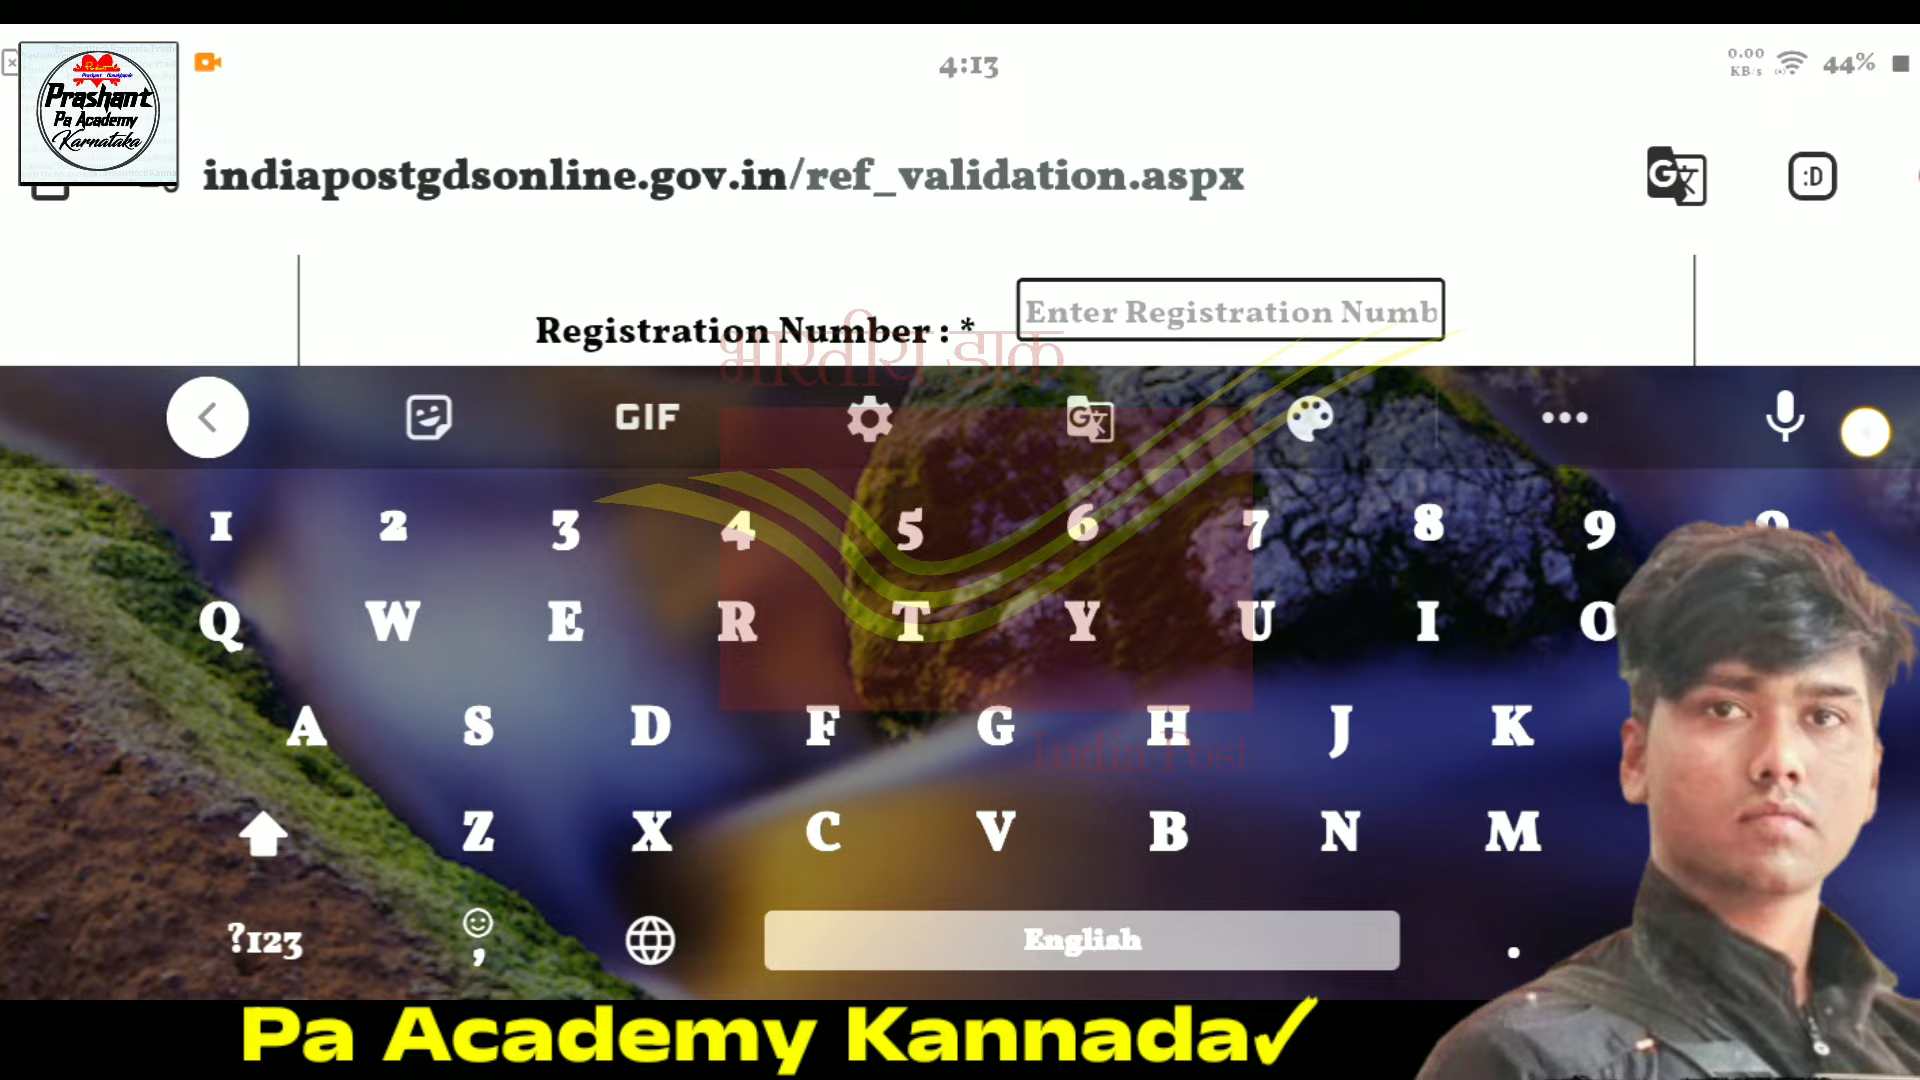 4:13
0.00
KB/s
44%
Prashant
Pa Academy
Karnataka
indiapostgdsonline.gov.in/ref_validation.aspx
:D
Registration Number : *
Enter Registration Numb
भारतीय डाक
GIF
1 2 3 4 5 6 7 8 9 0
Q W E R T Y U I O
A S D F G H J K
India Post
Z X C V B N M
?123 , English .
Pa Academy Kannada✓